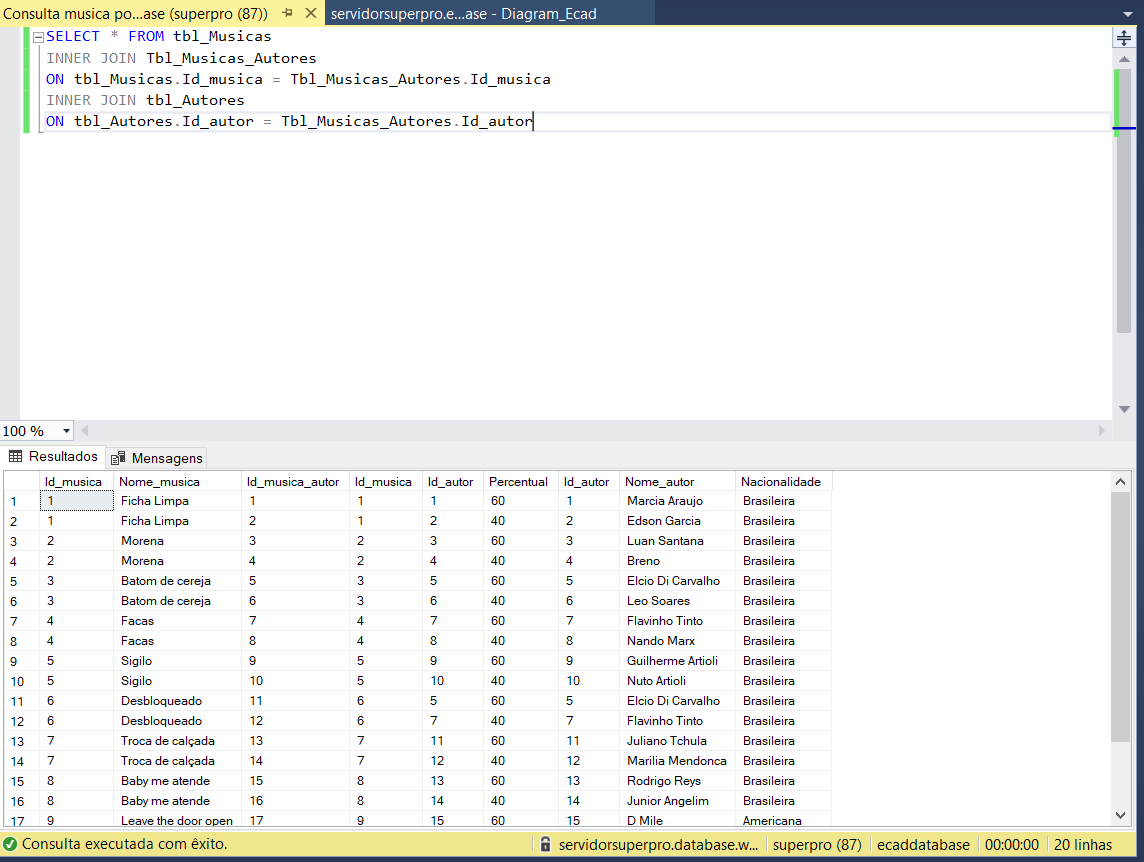 Consulta musica po...ase (superpro (87)) servidorsuperpro.e...ase - Diagram_Ecad
SELECT * FROM tbl_Musicas
INNER JOIN Tbl_Musicas_Autores
ON tbl_Musicas.Id_musica = Tbl_Musicas_Autores.Id_musica
INNER JOIN tbl_Autores
ON tbl_Autores.Id_autor = Tbl_Musicas_Autores.Id_autor
100 %
Resultados Mensagens
Id_musica Nome_musica Id_musica_autor Id_musica Id_autor Percentual Id_autor Nome_autor Nacionalidade
1 1 Ficha Limpa 1 1 1 60 1 Marcia Araujo Brasileira
2 1 Ficha Limpa 2 1 2 40 2 Edson Garcia Brasileira
3 2 Morena 3 2 3 60 3 Luan Santana Brasileira
4 2 Morena 4 2 4 40 4 Breno Brasileira
5 3 Batom de cereja 5 3 5 60 5 Elcio Di Carvalho Brasileira
6 3 Batom de cereja 6 3 6 40 6 Leo Soares Brasileira
7 4 Facas 7 4 7 60 7 Flavinho Tinto Brasileira
8 4 Facas 8 4 8 40 8 Nando Marx Brasileira
9 5 Sigilo 9 5 9 60 9 Guilherme Artioli Brasileira
10 5 Sigilo 10 5 10 40 10 Nuto Artioli Brasileira
11 6 Desbloqueado 11 6 5 60 5 Elcio Di Carvalho Brasileira
12 6 Desbloqueado 12 6 7 40 7 Flavinho Tinto Brasileira
13 7 Troca de calçada 13 7 11 60 11 Juliano Tchula Brasileira
14 7 Troca de calçada 14 7 12 40 12 Marilia Mendonca Brasileira
15 8 Baby me atende 15 8 13 60 13 Rodrigo Reys Brasileira
16 8 Baby me atende 16 8 14 40 14 Junior Angelim Brasileira
17 9 Leave the door open 17 9 15 60 15 D Mile Americana
Consulta executada com êxito. servidorsuperpro.database.w... superpro (87) ecaddatabase 00:00:00 20 linhas